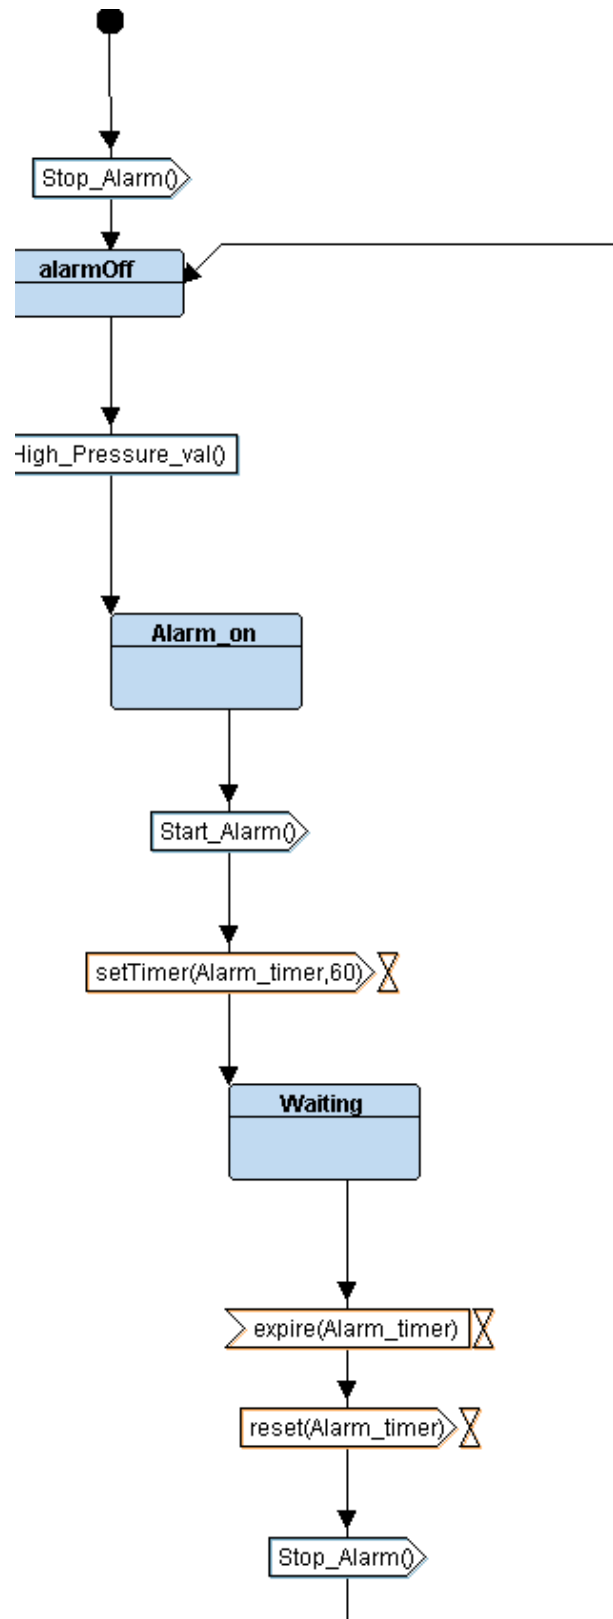 Stop_Alarm()
alarmOff
High_Pressure_val()
Alarm_on
Start_Alarm()
setTimer(Alarm_timer,60)
Waiting
expire(Alarm_timer)
reset(Alarm_timer)
Stop_Alarm()